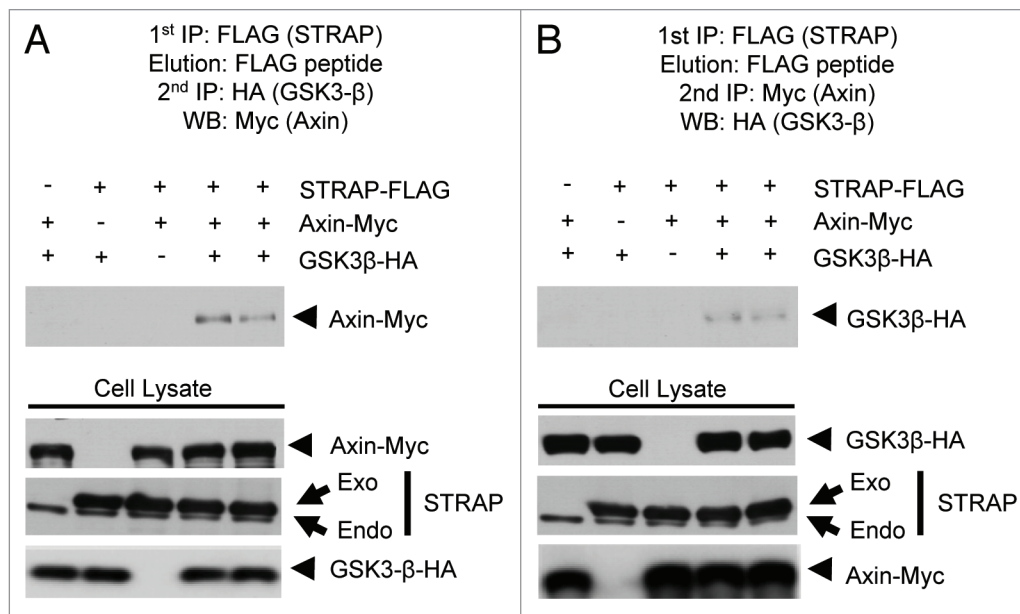 A
1st IP: FLAG (STRAP)
Elution: FLAG peptide
2nd IP: HA (GSK3-β)
WB: Myc (Axin)
- + + + + STRAP-FLAG
+ - + + + Axin-Myc
+ + - + + GSK3β-HA
Axin-Myc
Cell Lysate
Axin-Myc
Exo
STRAP
Endo
GSK3-β-HA
B
1st IP: FLAG (STRAP)
Elution: FLAG peptide
2nd IP: Myc (Axin)
WB: HA (GSK3-β)
- + + + + STRAP-FLAG
+ - + + + Axin-Myc
+ + - + + GSK3β-HA
GSK3β-HA
Cell Lysate
GSK3β-HA
Exo
STRAP
Endo
Axin-Myc